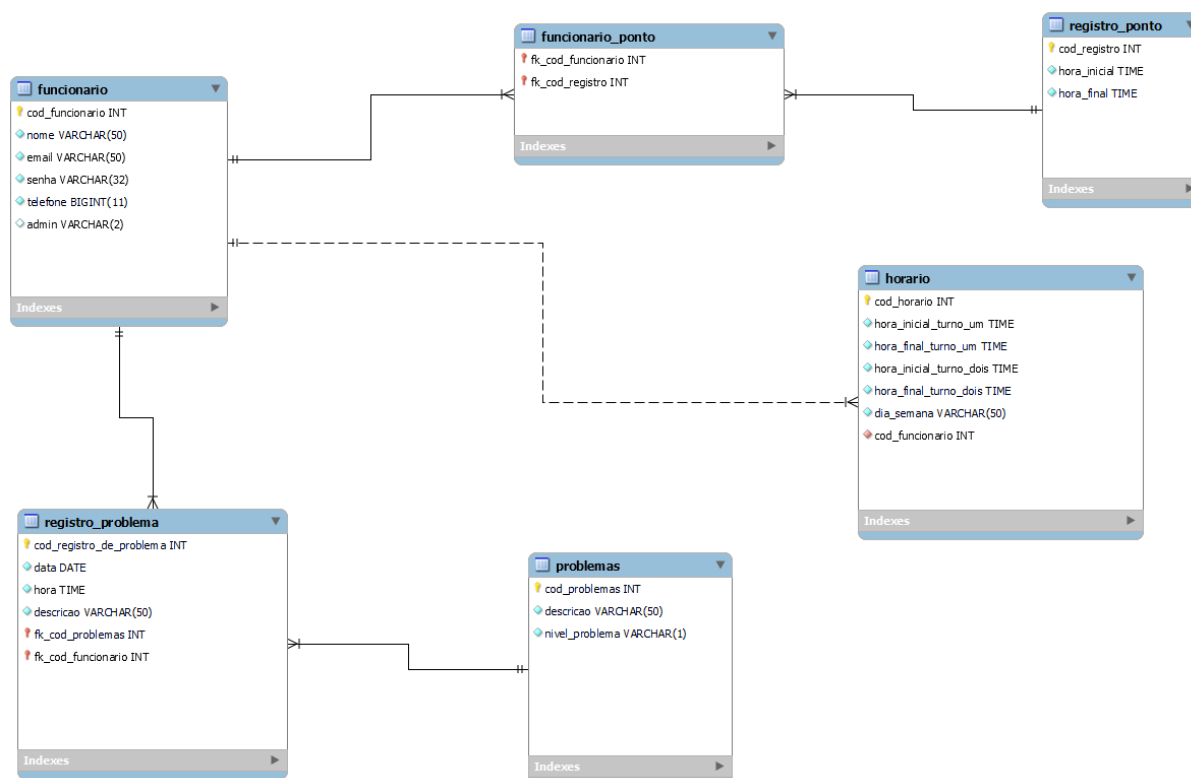 funcionario
cod_funcionario INT
nome VARCHAR(50)
email VARCHAR(50)
senha VARCHAR(32)
telefone BIGINT(11)
admin VARCHAR(2)
Indexes
funcionario_ponto
fk_cod_funcionario INT
fk_cod_registro INT
Indexes
registro_ponto
cod_registro INT
hora_inicial TIME
hora_final TIME
Indexes
horario
cod_horario INT
hora_inicial_turno_um TIME
hora_final_turno_um TIME
hora_inicial_turno_dois TIME
hora_final_turno_dois TIME
dia_semana VARCHAR(50)
cod_funcionario INT
Indexes
registro_problema
cod_registro_de_problema INT
data DATE
hora TIME
descricao VARCHAR(50)
fk_cod_problemas INT
fk_cod_funcionario INT
Indexes
problemas
cod_problemas INT
descricao VARCHAR(50)
nivel_problema VARCHAR(1)
Indexes